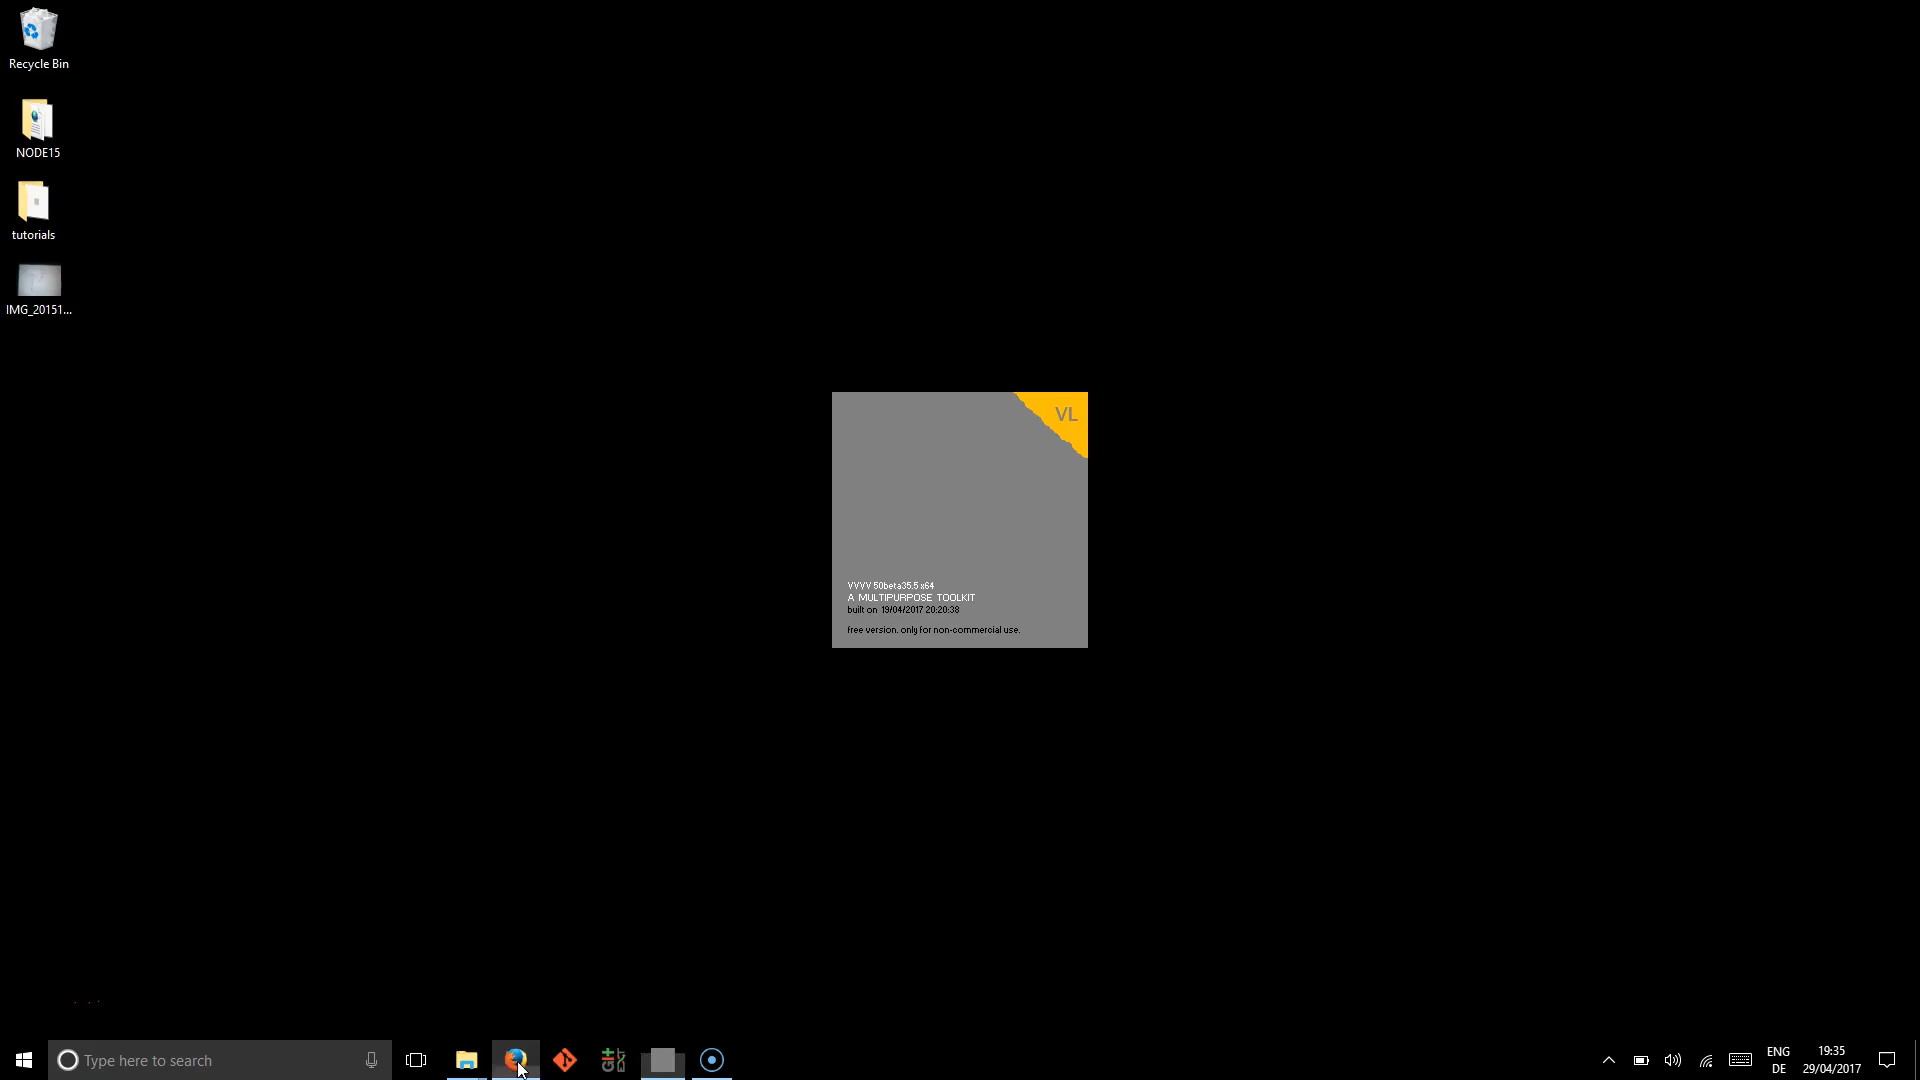 Recycle Bin
NODE15
tutorials
IMG_20151...
VL
VVVV 50beta35.5 x64
A MULTIPURPOSE TOOLKIT
built on 19/04/2017 20:20:38
free version. only for non-commercial use.
Type here to search
ENG
DE
19:35
29/04/2017